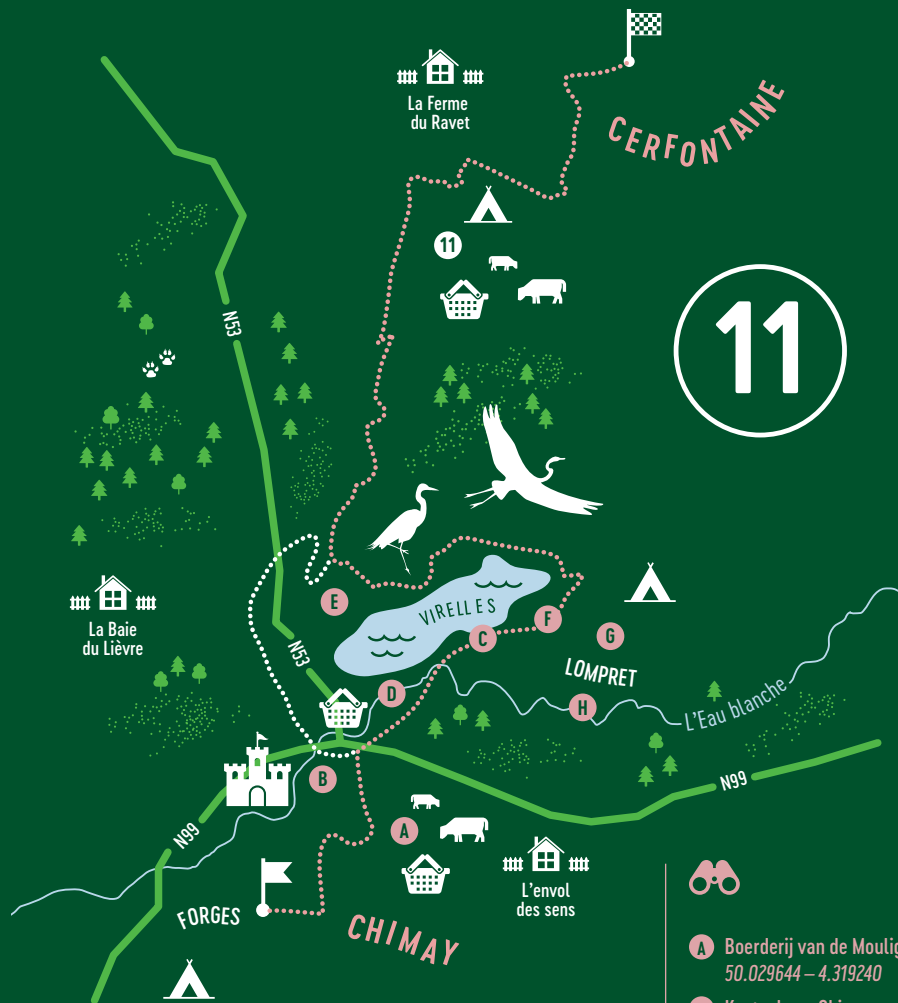 La Ferme
du Ravet
CERFONTAINE
11
11
N53
La Baie
du Lièvre
N53
E
VIRELLES
C
F
G
LOMPRET
D
H
L'Eau blanche
B
N99
N99
A
L'envol
des sens
FORGES
CHIMAY
A Boerderij van de Moulig
50.029644 – 4.319240